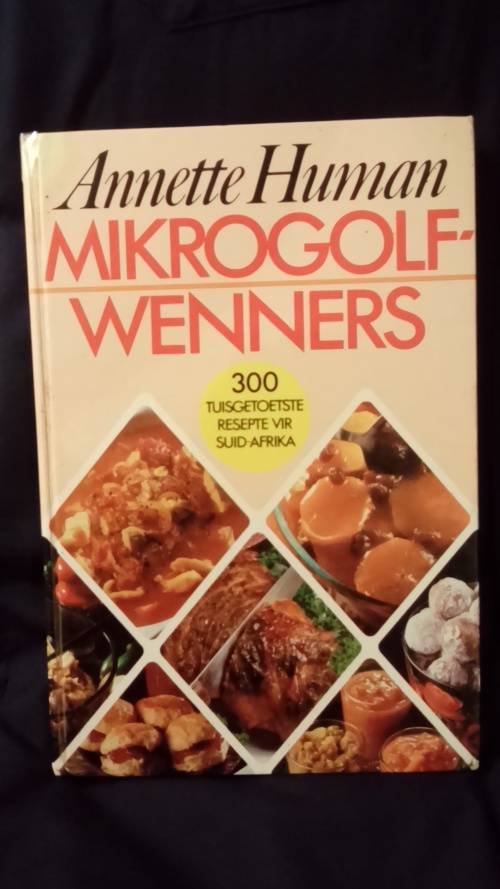 Annette Human
MIKROGOLF-
WENNERS
300
TUISGETOETSTE
RESEPTE VIR
SUID-AFRIKA